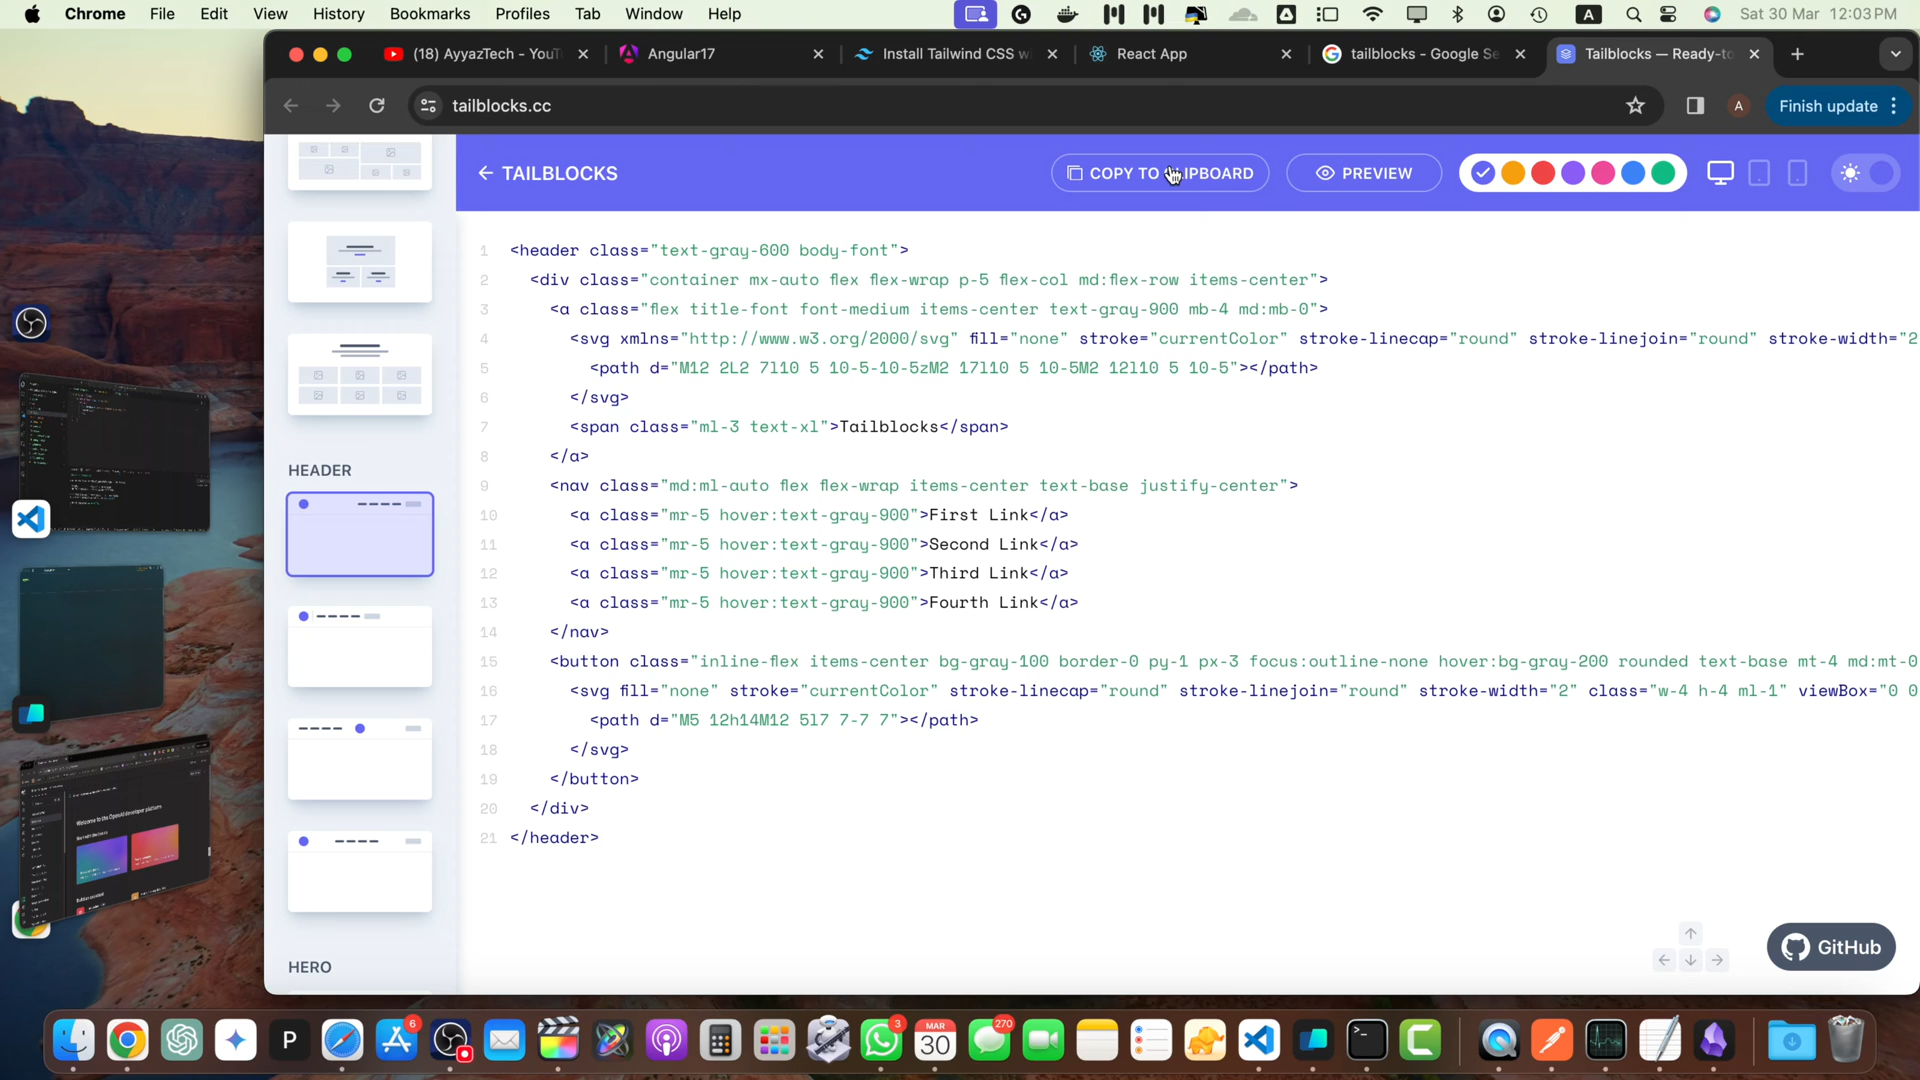 Chrome File Edit View History Bookmarks Profiles Tab Window Help A Sat 30 Mar 12:03 PM
(18) AyyazTech - YouT Angular17 Install Tailwind CSS w React App tailblocks - Google Se Tailblocks — Ready-to
tailblocks.cc A Finish update
TAILBLOCKS COPY TO CLIPBOARD PREVIEW
1 <header class="text-gray-600 body-font">
2 <div class="container mx-auto flex flex-wrap p-5 flex-col md:flex-row items-center">
3 <a class="flex title-font font-medium items-center text-gray-900 mb-4 md:mb-0">
4 <svg xmlns="http://www.w3.org/2000/svg" fill="none" stroke="currentColor" stroke-linecap="round" stroke-linejoin="round" stroke-width="2
5 <path d="M12 2L2 7l10 5 10-5-10-5zM2 17l10 5 10-5M2 12l10 5 10-5"></path>
6 </svg>
7 <span class="ml-3 text-xl">Tailblocks</span>
8 </a>
9 <nav class="md:ml-auto flex flex-wrap items-center text-base justify-center">
10 <a class="mr-5 hover:text-gray-900">First Link</a>
11 <a class="mr-5 hover:text-gray-900">Second Link</a>
12 <a class="mr-5 hover:text-gray-900">Third Link</a>
13 <a class="mr-5 hover:text-gray-900">Fourth Link</a>
14 </nav>
15 <button class="inline-flex items-center bg-gray-100 border-0 py-1 px-3 focus:outline-none hover:bg-gray-200 rounded text-base mt-4 md:mt-0
16 <svg fill="none" stroke="currentColor" stroke-linecap="round" stroke-linejoin="round" stroke-width="2" class="w-4 h-4 ml-1" viewBox="0 0
17 <path d="M5 12h14M12 5l7 7-7 7"></path>
18 </svg>
19 </button>
20 </div>
21 </header>
HEADER
HERO
GitHub
Welcome to the OpenAI developer platform
6 3 MAR 30 270
P